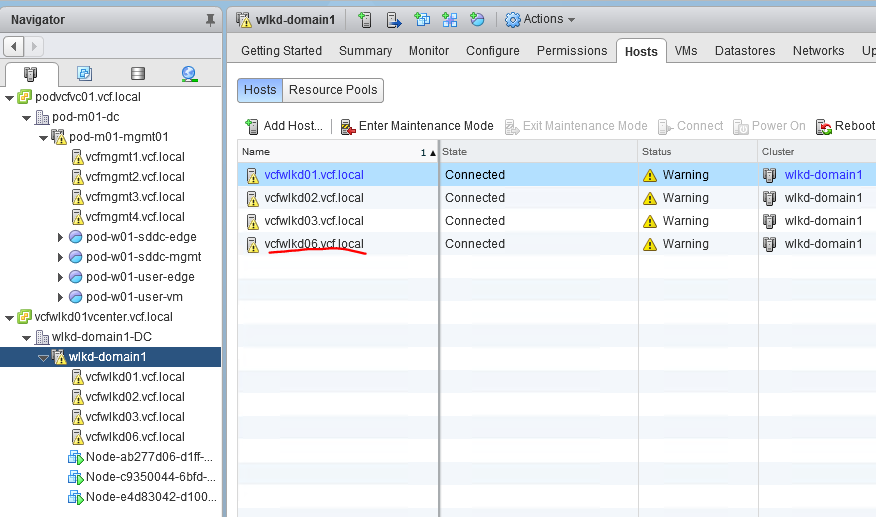 Navigator
podvcfvc01.vcf.local
pod-m01-dc
pod-m01-mgmt01
vcfmgmt1.vcf.local
vcfmgmt2.vcf.local
vcfmgmt3.vcf.local
vcfmgmt4.vcf.local
pod-w01-sddc-edge
pod-w01-sddc-mgmt
pod-w01-user-edge
pod-w01-user-vm
vcfwlkd01vcenter.vcf.local
wlkd-domain1-DC
wlkd-domain1
vcfwlkd01.vcf.local
vcfwlkd02.vcf.local
vcfwlkd03.vcf.local
vcfwlkd06.vcf.local
Node-ab277d06-d1ff-...
Node-c9350044-6bfd-...
Node-e4d83042-d100...
wlkd-domain1 Actions
Getting Started Summary Monitor Configure Permissions Hosts VMs Datastores Networks Up
Hosts Resource Pools
Add Host... Enter Maintenance Mode Exit Maintenance Mode Connect Power On Reboot
Name 1 ▲ State Status Cluster
vcfwlkd01.vcf.local Connected Warning wlkd-domain1
vcfwlkd02.vcf.local Connected Warning wlkd-domain1
vcfwlkd03.vcf.local Connected Warning wlkd-domain1
vcfwlkd06.vcf.local Connected Warning wlkd-domain1